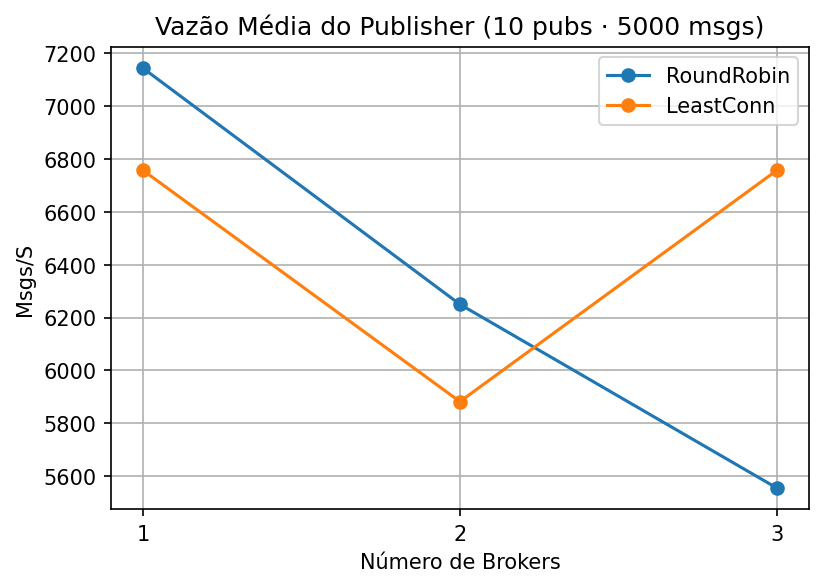 Vazão Média do Publisher (10 pubs · 5000 msgs)
RoundRobin
LeastConn
7200
7000
6800
6600
6400
6200
6000
5800
5600
Msgs/S
1
2
3
Número de Brokers